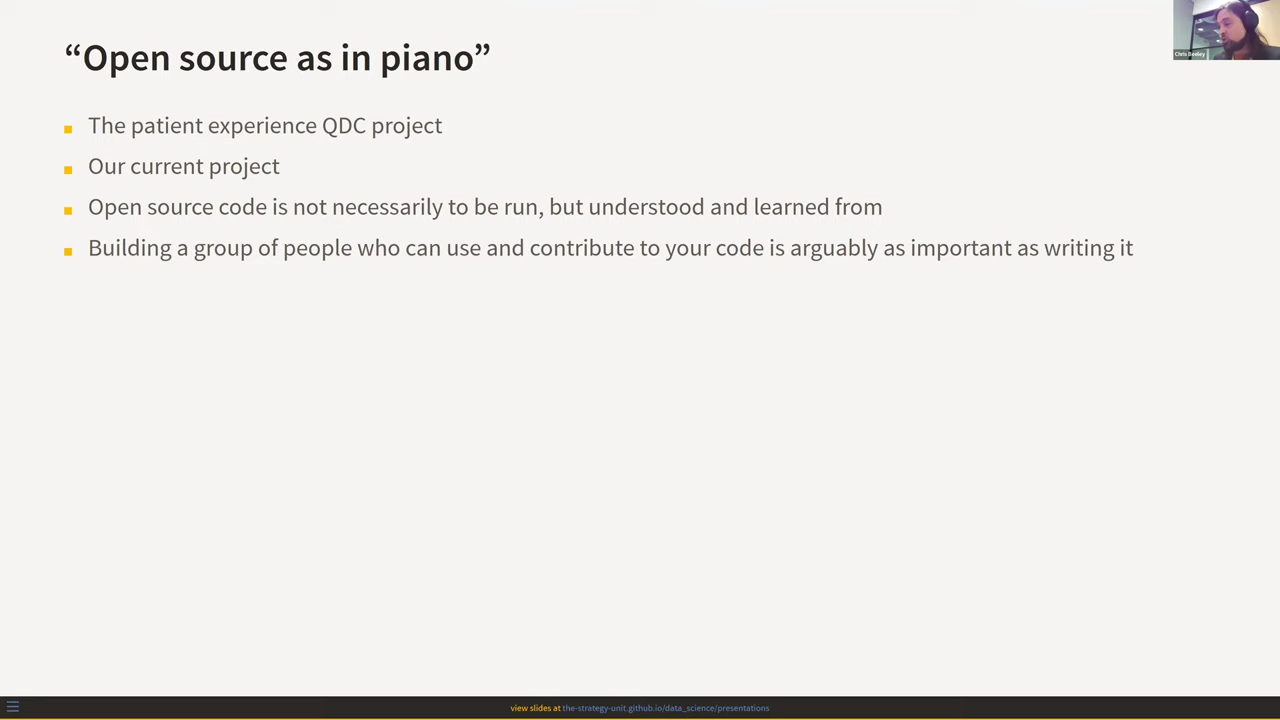 “Open source as in piano”
Chris Beeley
The patient experience QDC project
Our current project
Open source code is not necessarily to be run, but understood and learned from
Building a group of people who can use and contribute to your code is arguably as important as writing it
view slides at the-strategy-unit.github.io/data_science/presentations